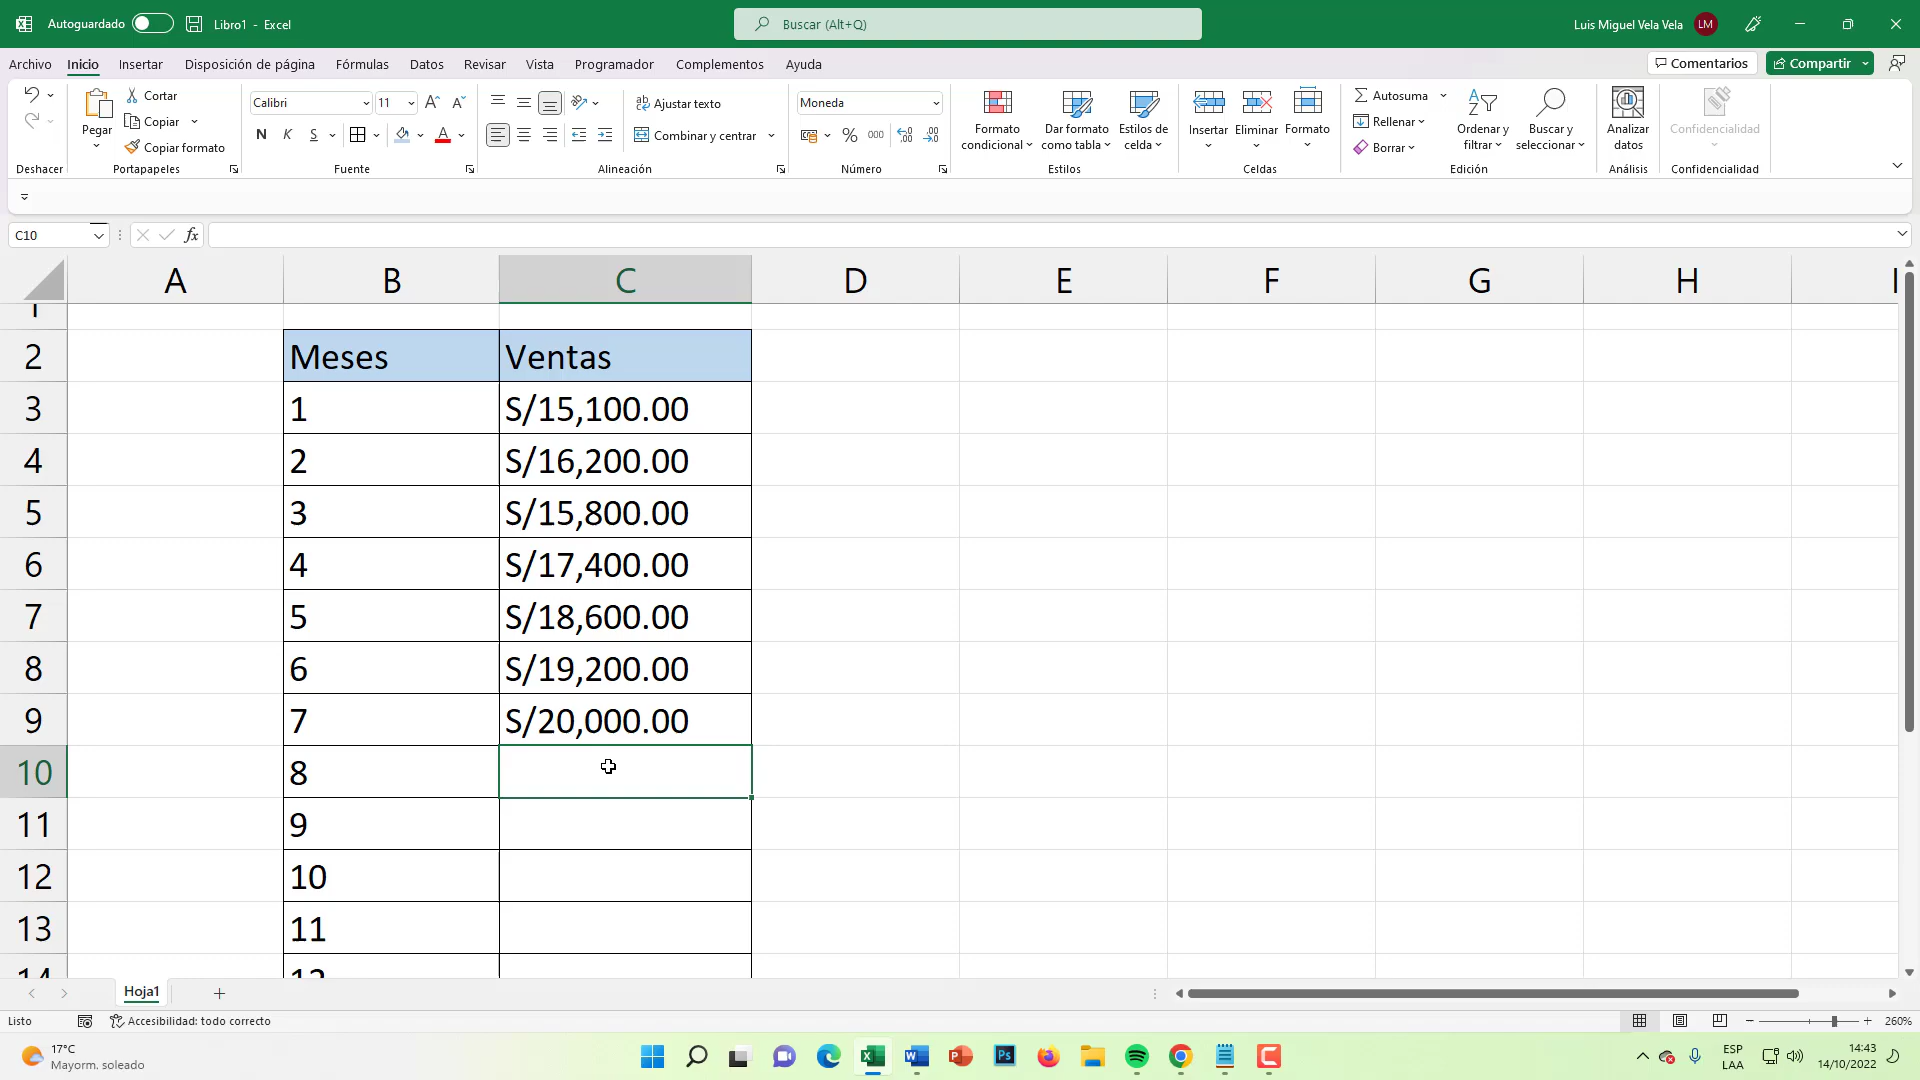 Autoguardado
Libro1 - Excel
Buscar (Alt+Q)
Luis Miguel Vela Vela
LM
Archivo
Inicio
Insertar
Disposición de página
Fórmulas
Datos
Revisar
Vista
Programador
Complementos
Ayuda
Comentarios
Compartir
Cortar
Copiar
Copiar formato
Pegar
Calibri
11
N K S
Ajustar texto
Combinar y centrar
Moneda
% 000
Formato condicional
Dar formato como tabla
Estilos de celda
Insertar
Eliminar
Formato
Autosuma
Rellenar
Borrar
Ordenar y filtrar
Buscar y seleccionar
Analizar datos
Confidencialidad
Deshacer
Portapapeles
Fuente
Alineación
Número
Estilos
Celdas
Edición
Análisis
Confidencialidad
C10
fx
A B C D E F G H I
1
2 Meses Ventas
3 1 S/15,100.00
4 2 S/16,200.00
5 3 S/15,800.00
6 4 S/17,400.00
7 5 S/18,600.00
8 6 S/19,200.00
9 7 S/20,000.00
10 8
11 9
12 10
13 11
14 12
Hoja1
Listo
Accesibilidad: todo correcto
260%
17°C
Mayorm. soleado
ESP
LAA
14:43
14/10/2022